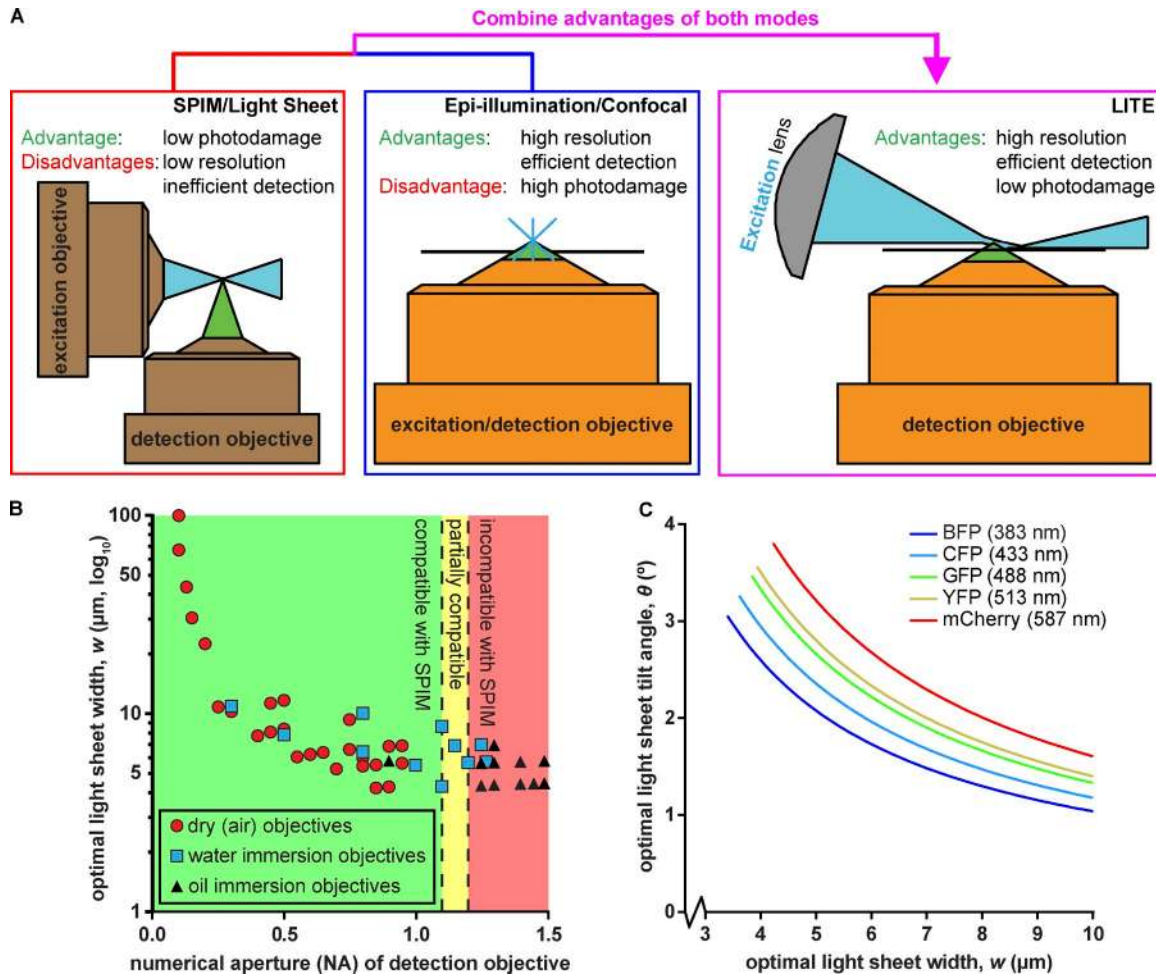 A
Combine advantages of both modes
SPIM/Light Sheet
Advantage: low photodamage
Disadvantages: low resolution
inefficient detection
excitation objective
detection objective
Epi-illumination/Confocal
Advantages: high resolution
efficient detection
Disadvantage: high photodamage
excitation/detection objective
LITE
Advantages: high resolution
efficient detection
low photodamage
Excitation lens
detection objective
B
optimal light sheet width, w (µm, log10)
100
50
10
5
1
compatible with SPIM
partially compatible
incompatible with SPIM
dry (air) objectives
water immersion objectives
oil immersion objectives
0.0 0.5 1.0 1.5
numerical aperture (NA) of detection objective
C
optimal light sheet tilt angle, θ (º)
4
3
2
1
0
BFP (383 nm)
CFP (433 nm)
GFP (488 nm)
YFP (513 nm)
mCherry (587 nm)
3 4 5 6 7 8 9 10
optimal light sheet width, w (µm)